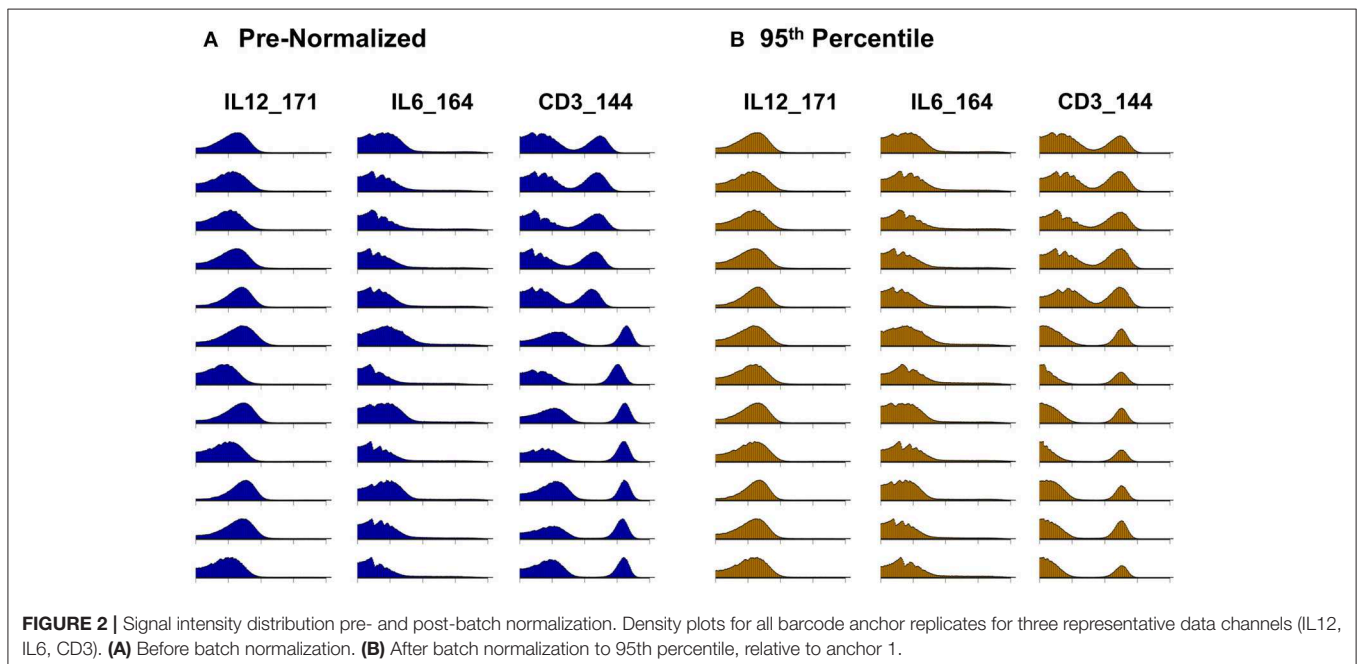 A Pre-Normalized
B 95th Percentile
IL12_171 IL6_164 CD3_144
IL12_171 IL6_164 CD3_144
FIGURE 2 | Signal intensity distribution pre- and post-batch normalization. Density plots for all barcode anchor replicates for three representative data channels (IL12,
IL6, CD3). (A) Before batch normalization. (B) After batch normalization to 95th percentile, relative to anchor 1.